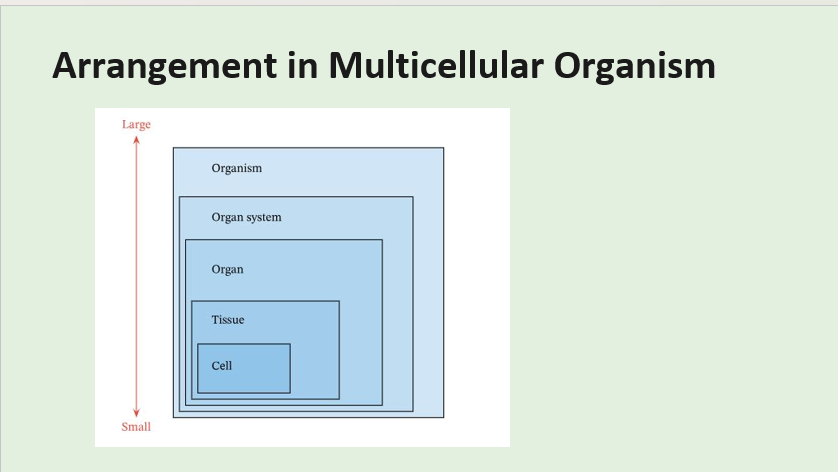 Arrangement in Multicellular Organism
Large
Organism
Organ system
Organ
Tissue
Cell
Small